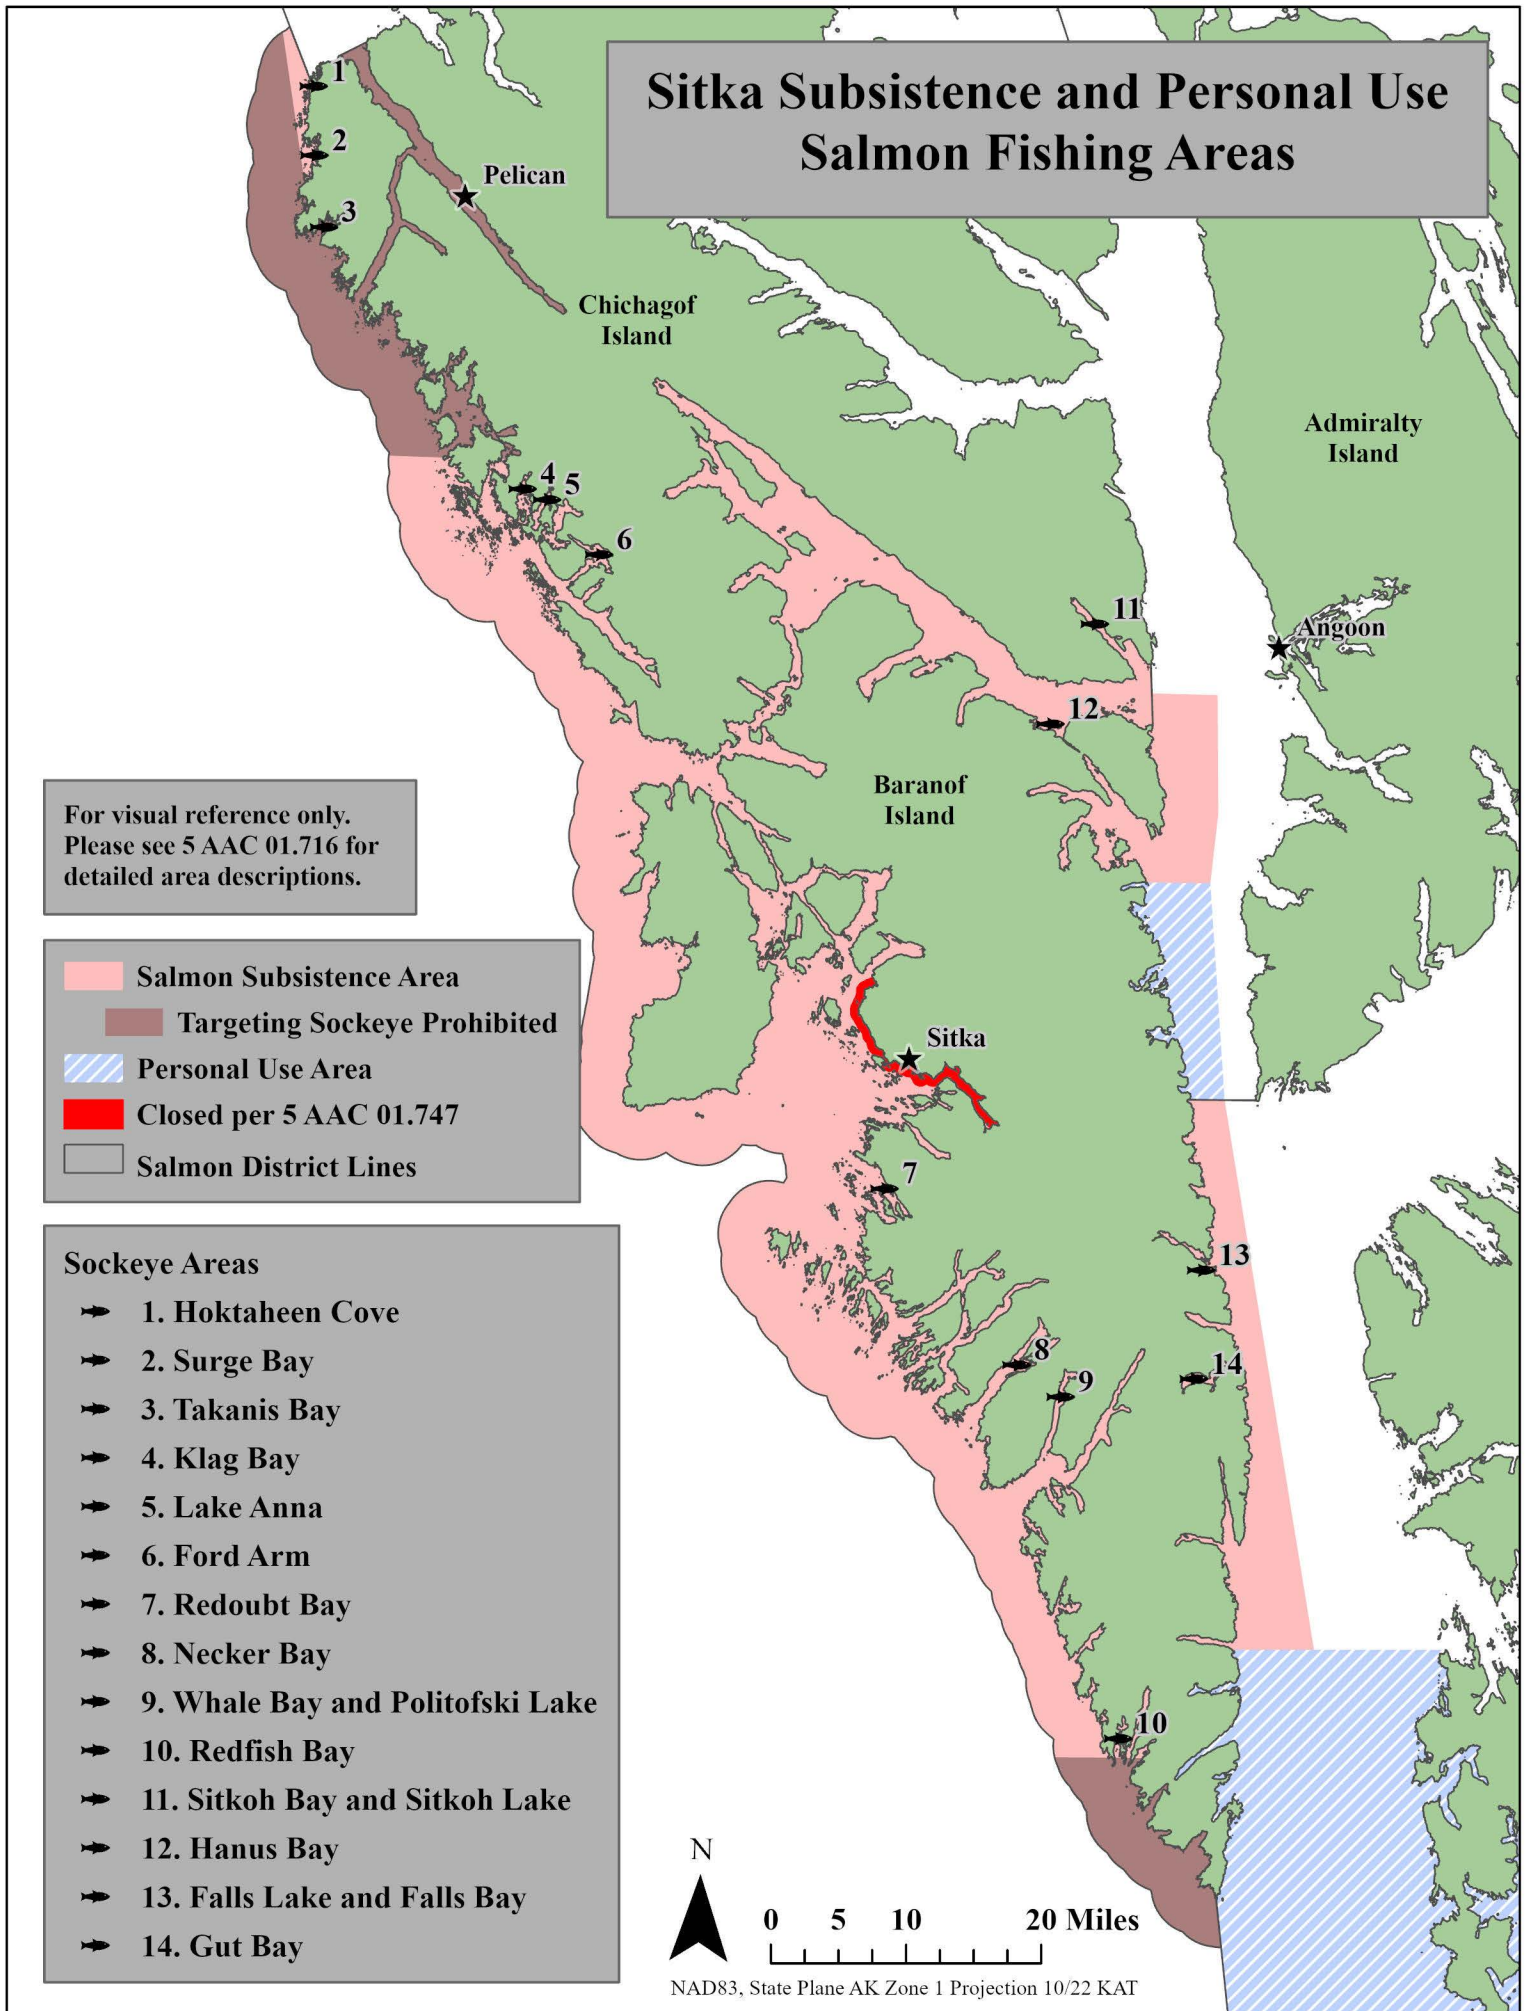 Sitka Subsistence and Personal Use
Salmon Fishing Areas
1
2
3
Pelican
Chichagof
Island
Admiralty
Island
4
5
6
11
Angoon
12
Baranof
Island
For visual reference only.
Please see 5 AAC 01.716 for
detailed area descriptions.
Salmon Subsistence Area
Targeting Sockeye Prohibited
Personal Use Area
Closed per 5 AAC 01.747
Salmon District Lines
Sitka
7
13
8
9
14
10
Sockeye Areas
1. Hoktaheen Cove
2. Surge Bay
3. Takanis Bay
4. Klag Bay
5. Lake Anna
6. Ford Arm
7. Redoubt Bay
8. Necker Bay
9. Whale Bay and Politofski Lake
10. Redfish Bay
11. Sitkoh Bay and Sitkoh Lake
12. Hanus Bay
13. Falls Lake and Falls Bay
14. Gut Bay
N
0 5 10 20 Miles
NAD83, State Plane AK Zone 1 Projection 10/22 KAT